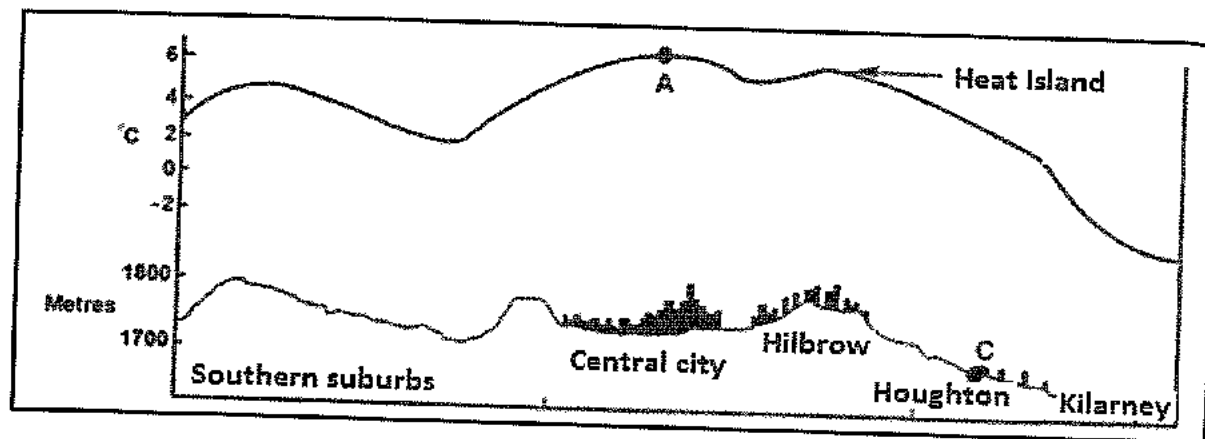 6
A
Heat Island
4
°C
2
0
-2
1800
Metres
1700
Central city
Hilbrow
C
Southern suburbs
Houghton
Kilarney